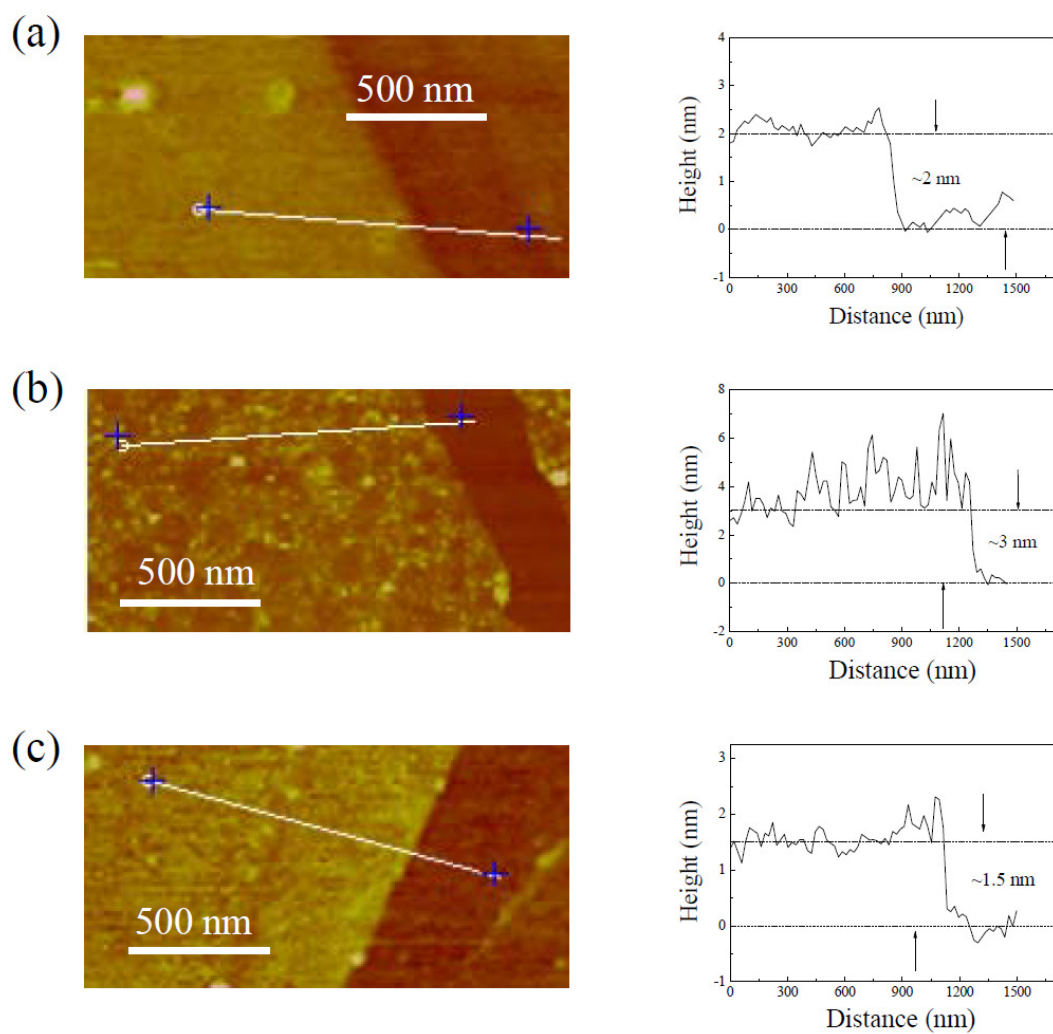 (a)
500 nm
Height (nm)
4
3
2
1
0
-1
~2 nm
0 300 600 900 1200 1500
Distance (nm)
(b)
500 nm
Height (nm)
8
6
4
2
0
-2
~3 nm
0 300 600 900 1200 1500
Distance (nm)
(c)
500 nm
Height (nm)
3
2
1
0
-1
~1.5 nm
0 300 600 900 1200 1500
Distance (nm)